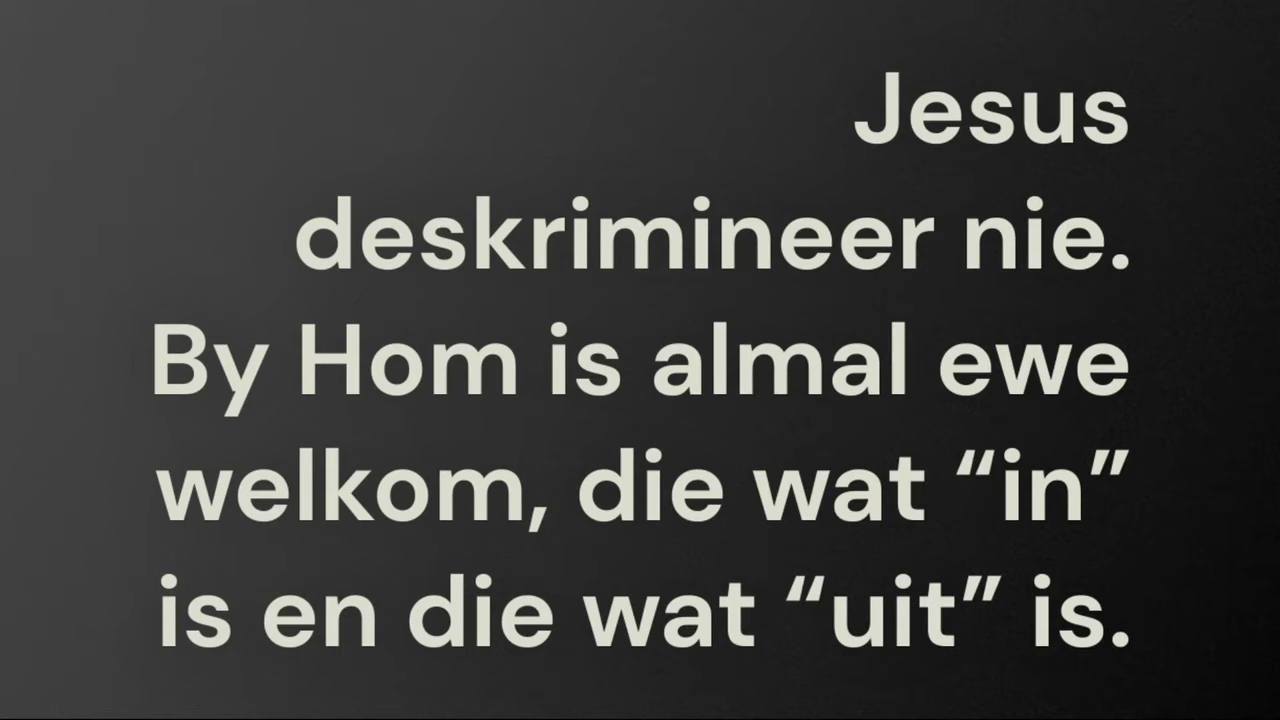 Jesus
deskrimineer nie.
By Hom is almal ewe
welkom, die wat “in”
is en die wat “uit” is.